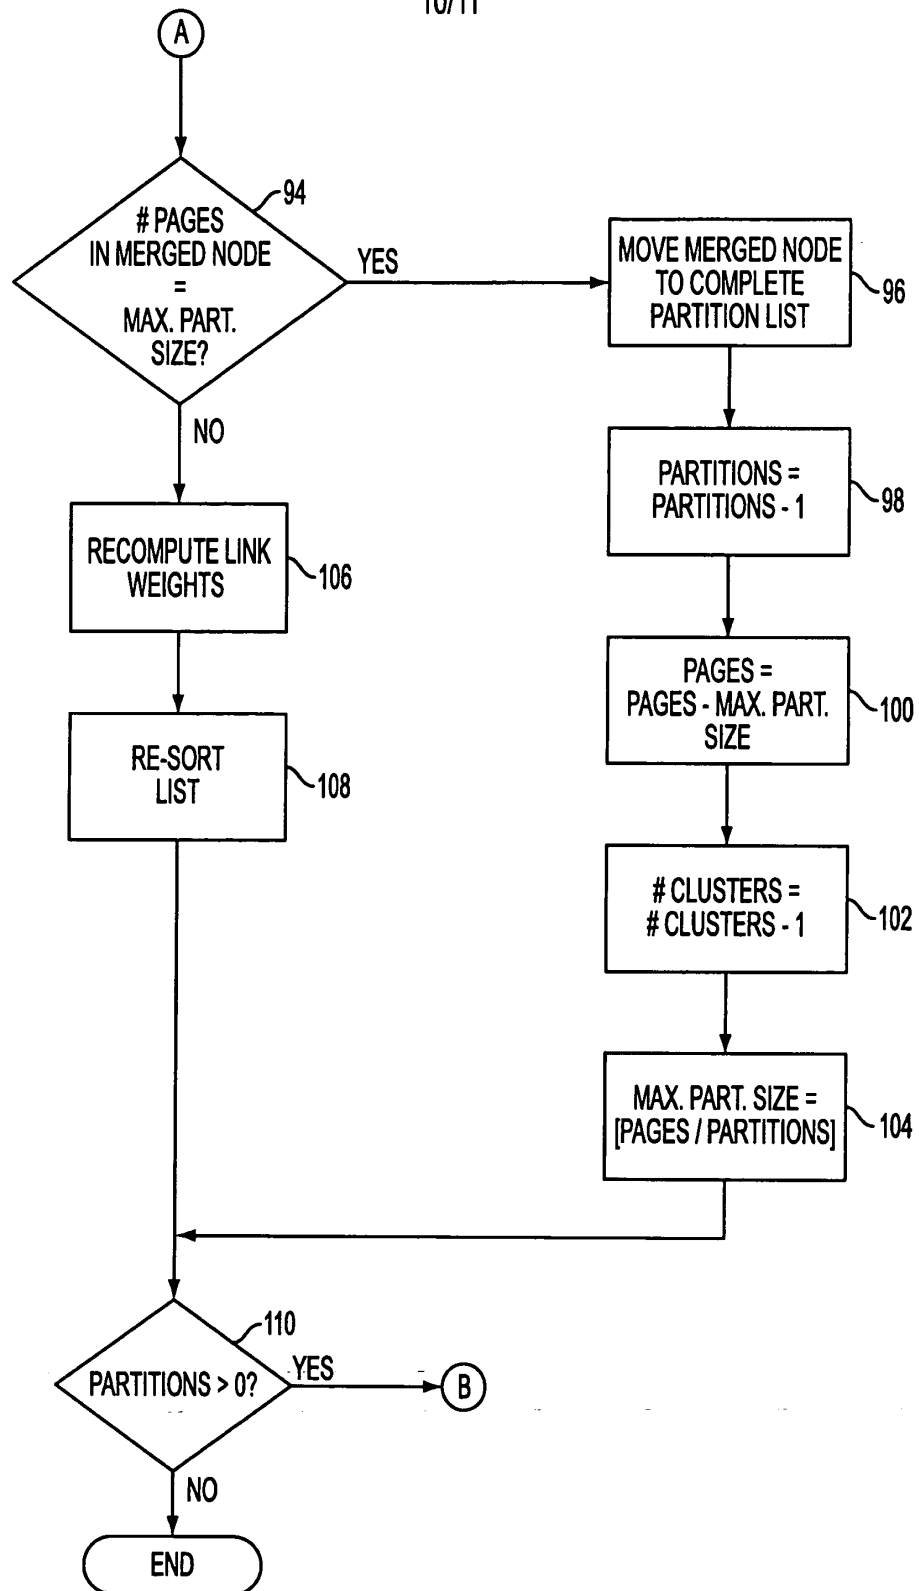 10/11
A
94
# PAGES
IN MERGED NODE
=
MAX. PART.
SIZE?
YES
MOVE MERGED NODE
TO COMPLETE
PARTITION LIST
96
NO
PARTITIONS =
PARTITIONS - 1
98
RECOMPUTE LINK
WEIGHTS
106
PAGES =
PAGES - MAX. PART.
SIZE
100
RE-SORT
LIST
108
# CLUSTERS =
# CLUSTERS - 1
102
MAX. PART. SIZE =
[PAGES / PARTITIONS]
104
110
PARTITIONS > 0?
YES
B
NO
END